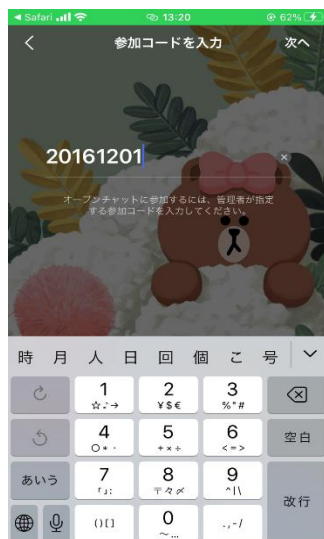 Safari 13:20 62%
参加コードを入力 次へ
20161201
オープンチャットに参加するには、管理者が指定
する参加コードを入力してください。
時 月 人 日 回 個 こ 号
1 2 3
☆♪→ ¥$€ %°#
4 5 6 空白
○*・ +×÷ <=>
あいう 7 8 9
「」: 〒々〆 ^|\
改行
()[] 0 .,-/
~…